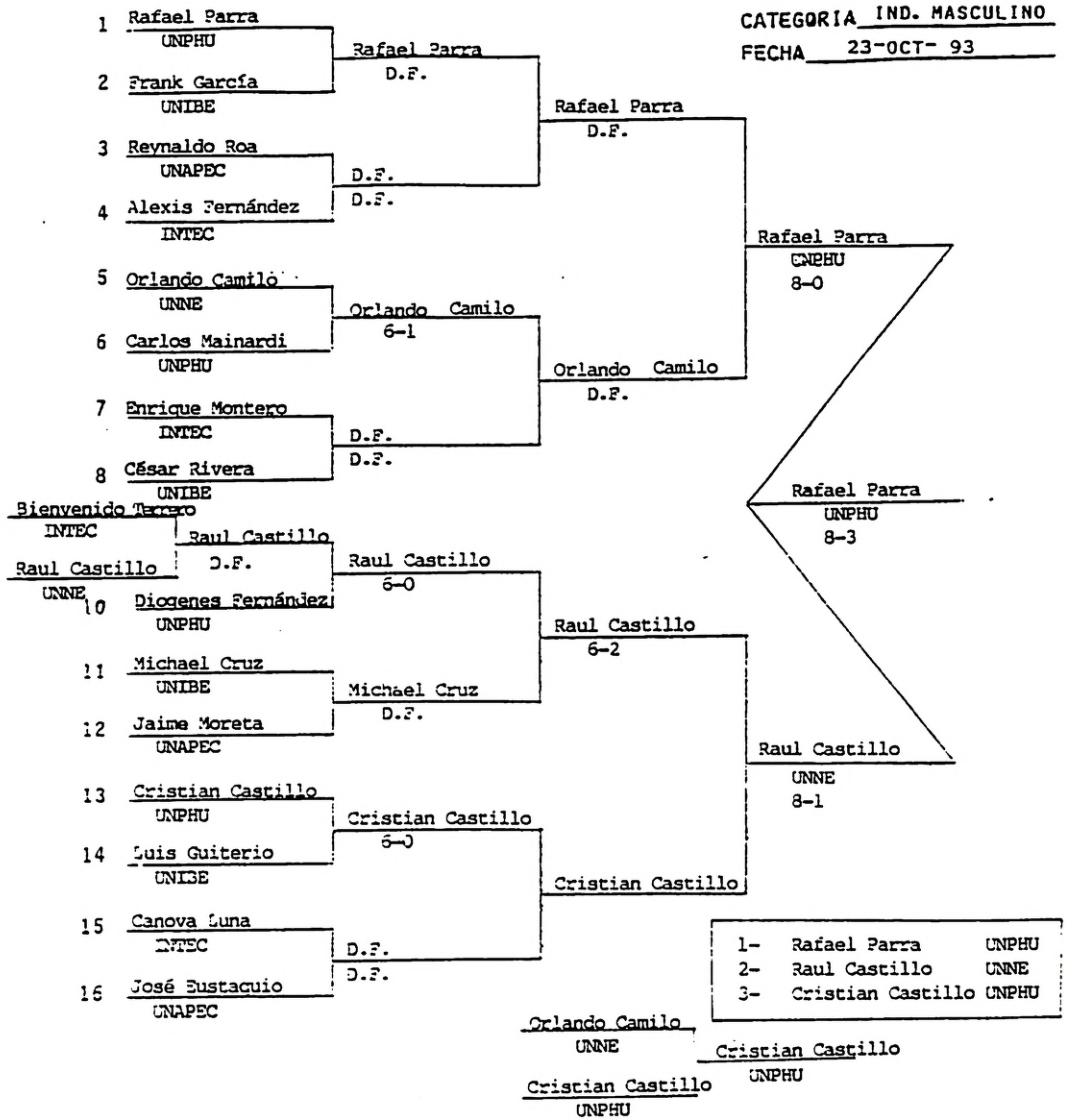 CATEGORIA IND. MASCULINO
FECHA 23-OCT- 93
1 Rafael Parra
UNPHU
Rafael Parra
D.F.
2 Frank García
UNIBE
Rafael Parra
D.F.
3 Reynaldo Roa
UNAPEC
D.F.
D.F.
4 Alexis Fernández
INTEC
Rafael Parra
UNPHU
8-0
5 Orlando Camilo
UNNE
Orlando Camilo
6-1
6 Carlos Mainardi
UNPHU
Orlando Camilo
D.F.
7 Enrique Montero
INTEC
D.F.
D.F.
8 César Rivera
UNIBE
Rafael Parra
UNPHU
8-3
Bienvenido Terrero
INTEC
Raul Castillo
D.F.
Raul Castillo
UNNE
Raul Castillo
6-0
10 Diogenes Fernández
UNPHU
Raul Castillo
6-2
11 Michael Cruz
UNIBE
Michael Cruz
D.F.
12 Jaime Moreta
UNAPEC
Raul Castillo
UNNE
8-1
13 Cristian Castillo
UNPHU
Cristian Castillo
6-0
14 Luis Guiterio
UNIBE
Cristian Castillo
15 Canova Luna
INTEC
D.F.
D.F.
16 José Eustaquio
UNAPEC
1- Rafael Parra UNPHU
2- Raul Castillo UNNE
3- Cristian Castillo UNPHU
Orlando Camilo
UNNE
Cristian Castillo
UNPHU
Cristian Castillo
UNPHU